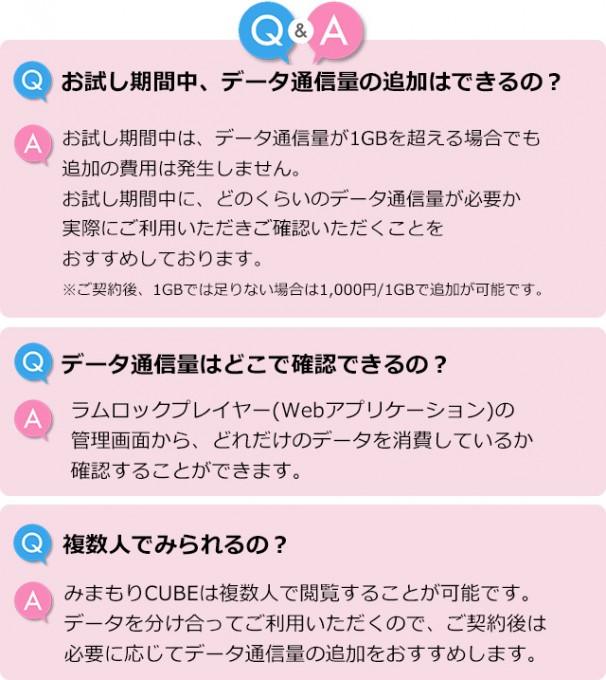 Q & A
Q お試し期間中、データ通信量の追加はできるの？
A お試し期間中は、データ通信量が1GBを超える場合でも
追加の費用は発生しません。
お試し期間中に、どのくらいのデータ通信量が必要か
実際にご利用いただきご確認いただくことを
おすすめしております。
※ご契約後、1GBでは足りない場合は1,000円/1GBで追加が可能です。
Q データ通信量はどこで確認できるの？
A ラムロックプレイヤー(Webアプリケーション)の
管理画面から、どれだけのデータを消費しているか
確認することができます。
Q 複数人でみられるの？
A みまもりCUBEは複数人で閲覧することが可能です。
データを分け合ってご利用いただくので、ご契約後は
必要に応じてデータ通信量の追加をおすすめします。